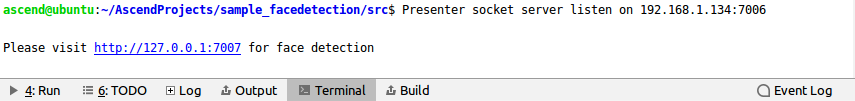 ascend@ubuntu:~/AscendProjects/sample_facedetection/src$ Presenter socket server listen on 192.168.1.134:7006
Please visit http://127.0.0.1:7007 for face detection
4: Run 6: TODO Log Output Terminal Build Event Log